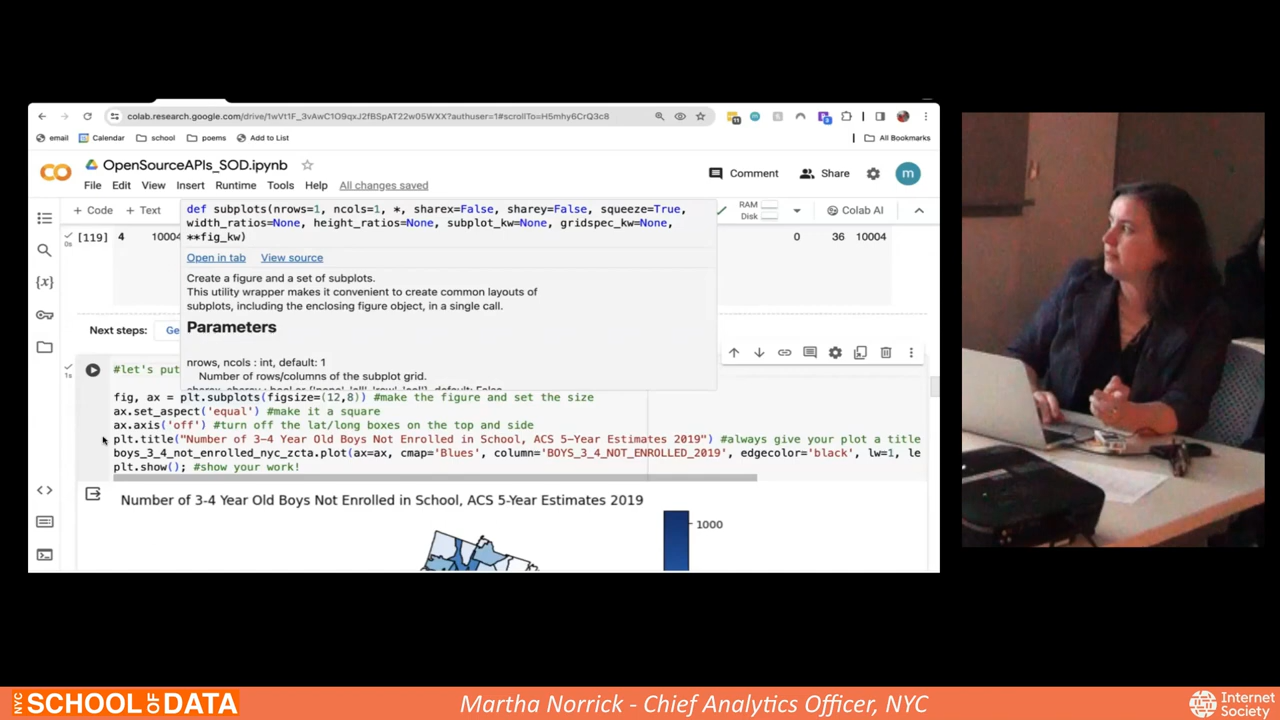 colab.research.google.com/drive/1wVt1F_3vAwC1O9qxJ2fBSpAT22w05WXX?authuser=1#scrollTo=H5mhy6CrQ3c8
email
Calendar
school
poems
Add to List
All Bookmarks
OpenSourceAPIs_SOD.ipynb
Comment
Share
m
File Edit View Insert Runtime Tools Help All changes saved
+ Code + Text
RAM
Disk
Colab AI
def subplots(nrows=1, ncols=1, *, sharex=False, sharey=False, squeeze=True,
width_ratios=None, height_ratios=None, subplot_kw=None, gridspec_kw=None,
**fig_kw)
[119] 4 10004 0 36 10004
0s
Open in tab View source
Create a figure and a set of subplots.
This utility wrapper makes it convenient to create common layouts of
subplots, including the enclosing figure object, in a single call.
Parameters
Next steps: Ge
nrows, ncols : int, default: 1
Number of rows/columns of the subplot grid.
1s
#let's put
fig, ax = plt.subplots(figsize=(12,8)) #make the figure and set the size
ax.set_aspect('equal') #make it a square
ax.axis('off') #turn off the lat/long boxes on the top and side
plt.title("Number of 3-4 Year Old Boys Not Enrolled in School, ACS 5-Year Estimates 2019") #always give your plot a title
boys_3_4_not_enrolled_nyc_zcta.plot(ax=ax, cmap='Blues', column='BOYS_3_4_NOT_ENROLLED_2019', edgecolor='black', lw=1, le
plt.show(); #show your work!
Number of 3-4 Year Old Boys Not Enrolled in School, ACS 5-Year Estimates 2019
1000
NYC SCHOOL OF DATA
Martha Norrick - Chief Analytics Officer, NYC
Internet
Society